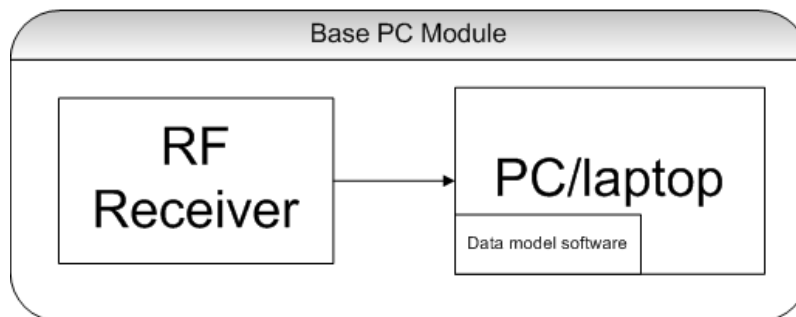 Base PC Module
RF
Receiver
PC/laptop
Data model software